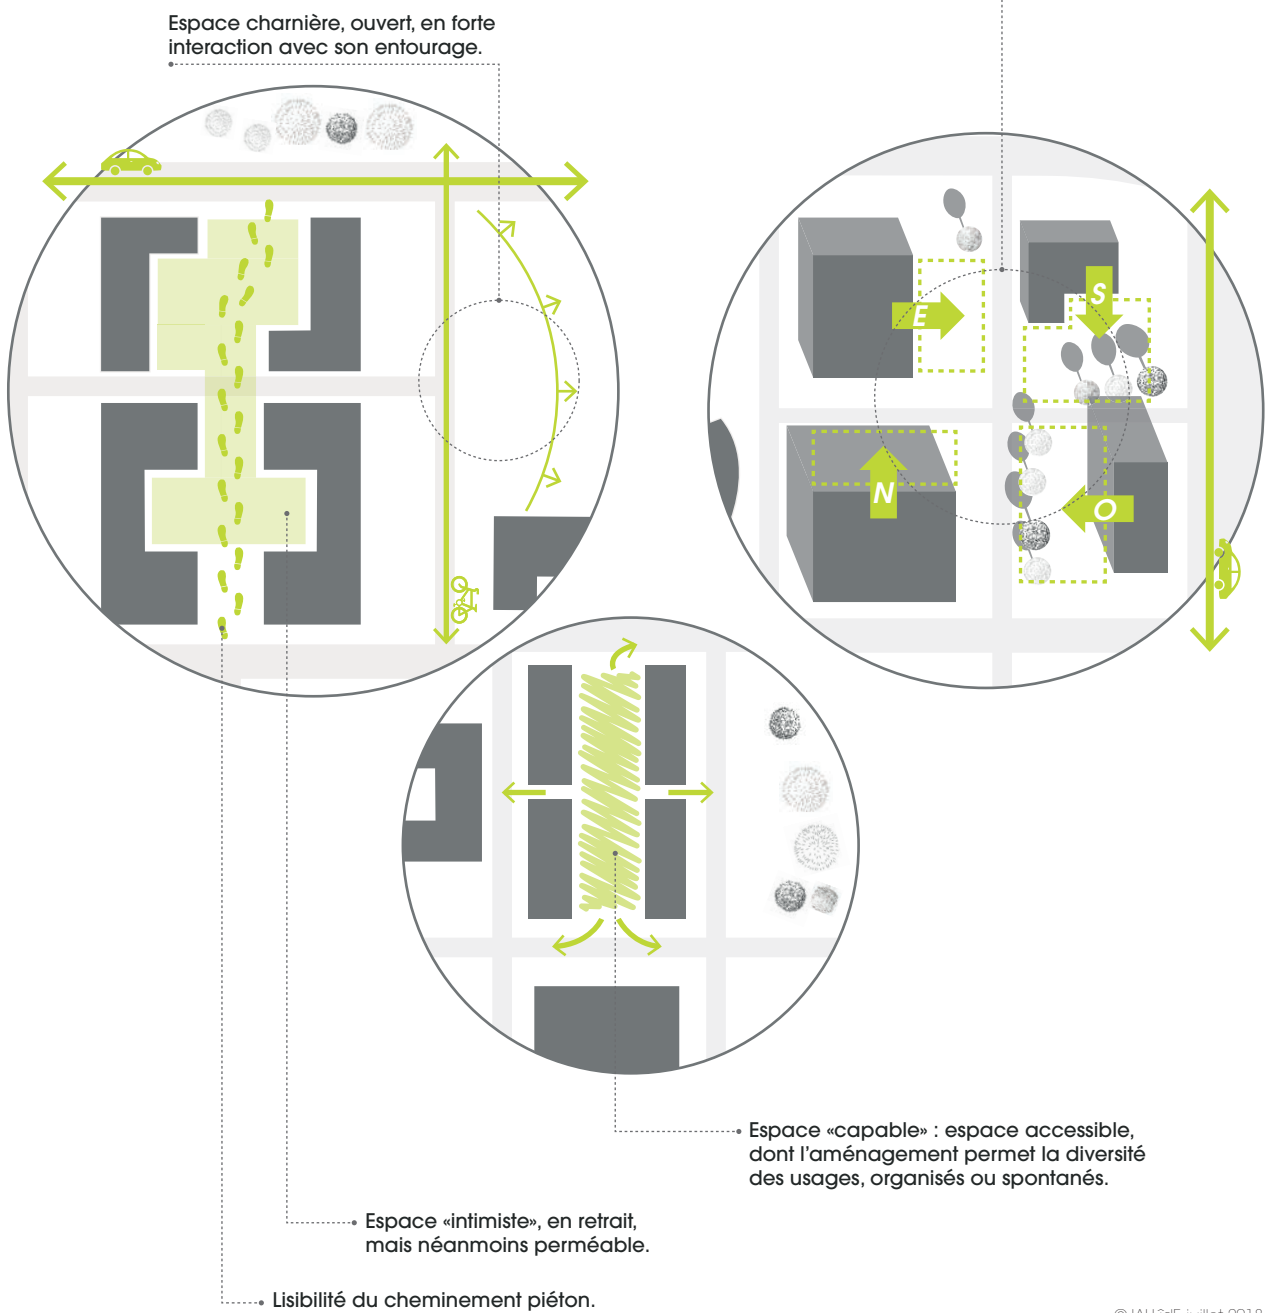 Espace charnière, ouvert, en forte
interaction avec son entourage.
E
S
N
O
Espace «capable» : espace accessible,
dont l'aménagement permet la diversité
des usages, organisés ou spontanés.
Espace «intimiste», en retrait,
mais néanmoins perméable.
Lisibilité du cheminement piéton.